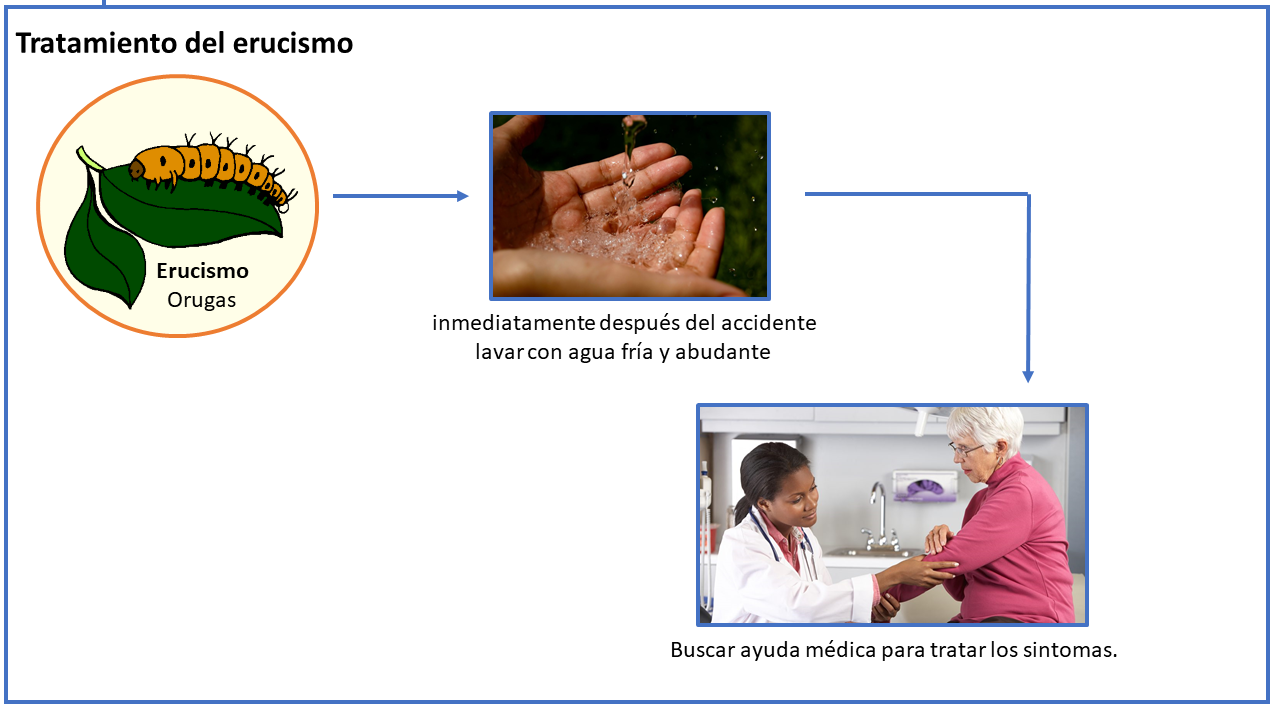 Tratamiento del erucismo
Erucismo
Orugas
inmediatamente después del accidente
lavar con agua fría y abudante
Buscar ayuda médica para tratar los sintomas.